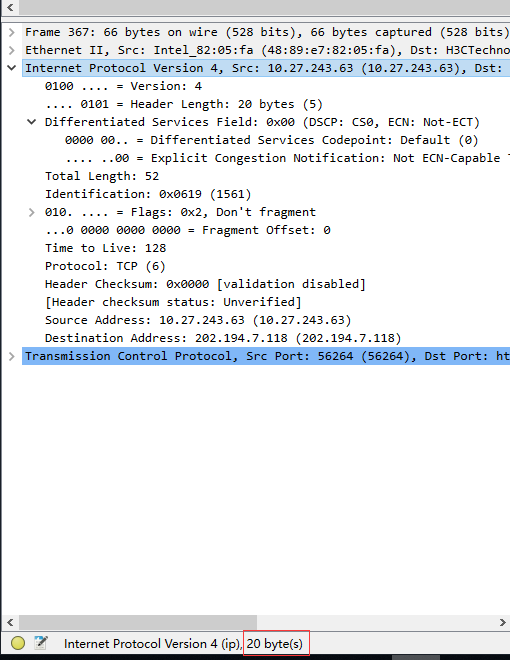 Frame 367: 66 bytes on wire (528 bits), 66 bytes captured (528 bits)
Ethernet II, Src: Intel_82:05:fa (48:89:e7:82:05:fa), Dst: H3CTechno
Internet Protocol Version 4, Src: 10.27.243.63 (10.27.243.63), Dst:
0100 .... = Version: 4
.... 0101 = Header Length: 20 bytes (5)
Differentiated Services Field: 0x00 (DSCP: CS0, ECN: Not-ECT)
0000 00.. = Differentiated Services Codepoint: Default (0)
.... ..00 = Explicit Congestion Notification: Not ECN-Capable T
Total Length: 52
Identification: 0x0619 (1561)
010. .... = Flags: 0x2, Don't fragment
...0 0000 0000 0000 = Fragment Offset: 0
Time to Live: 128
Protocol: TCP (6)
Header Checksum: 0x0000 [validation disabled]
[Header checksum status: Unverified]
Source Address: 10.27.243.63 (10.27.243.63)
Destination Address: 202.194.7.118 (202.194.7.118)
Transmission Control Protocol, Src Port: 56264 (56264), Dst Port: ht
Internet Protocol Version 4 (ip), 20 byte(s)